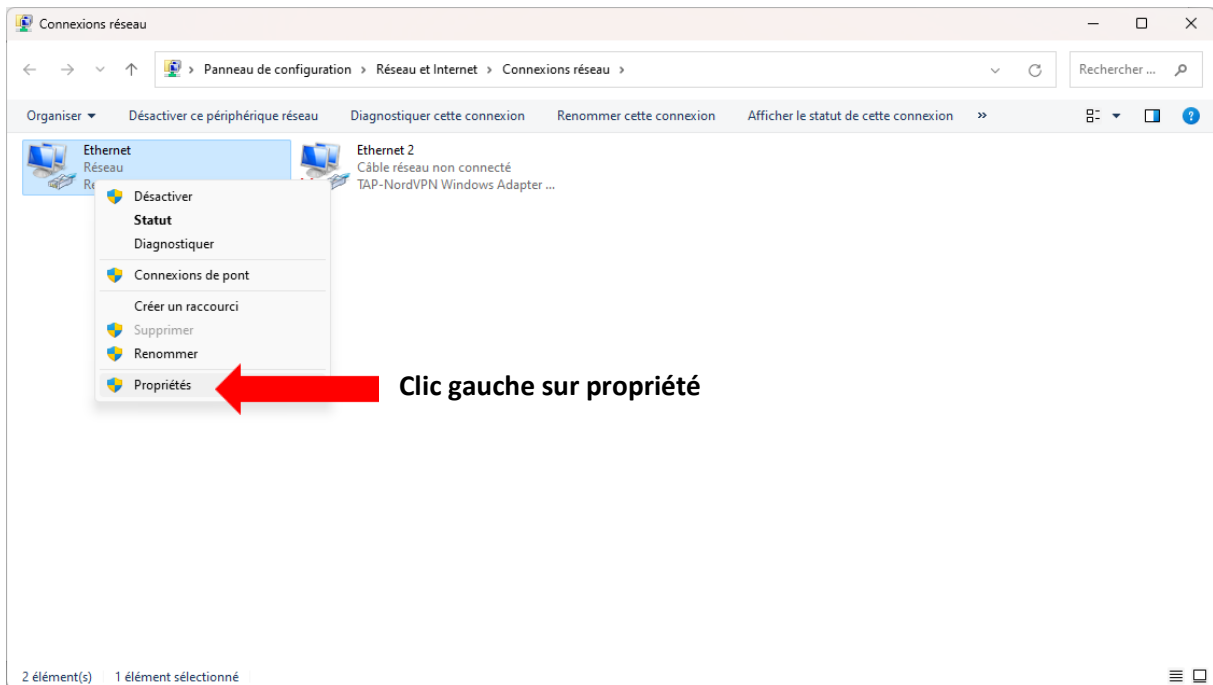 Connexions réseau
Panneau de configuration > Réseau et Internet > Connexions réseau >
Rechercher ...
Organiser Désactiver ce périphérique réseau Diagnostiquer cette connexion Renommer cette connexion Afficher le statut de cette connexion »
Ethernet
Réseau
Ethernet 2
Câble réseau non connecté
TAP-NordVPN Windows Adapter ...
Désactiver
Statut
Diagnostiquer
Connexions de pont
Créer un raccourci
Supprimer
Renommer
Propriétés
Clic gauche sur propriété
2 élément(s) 1 élément sélectionné